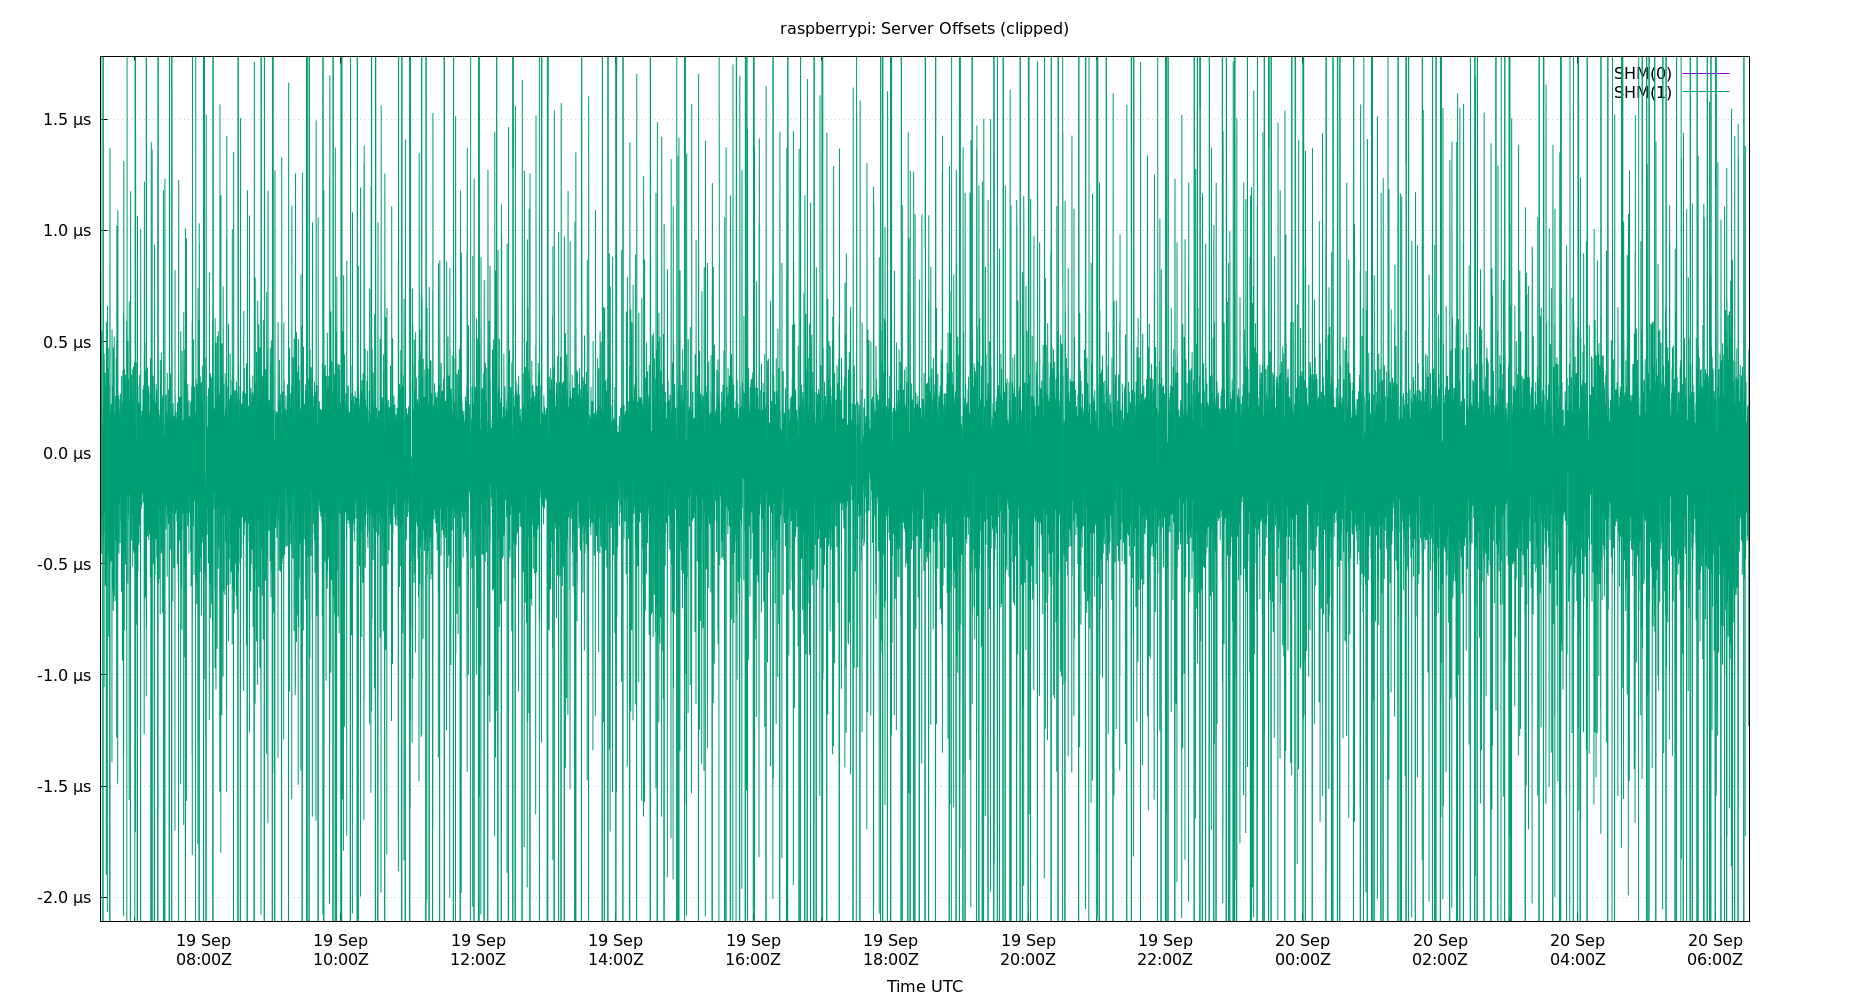 raspberrypi: Server Offsets (clipped)
SHM(0)
SHM(1)
1.5 µs
1.0 µs
0.5 µs
0.0 µs
-0.5 µs
-1.0 µs
-1.5 µs
-2.0 µs
19 Sep 19 Sep 19 Sep 19 Sep 19 Sep 19 Sep 19 Sep 19 Sep 20 Sep 20 Sep 20 Sep 20 Sep
08:00Z 10:00Z 12:00Z 14:00Z 16:00Z 18:00Z 20:00Z 22:00Z 00:00Z 02:00Z 04:00Z 06:00Z
Time UTC